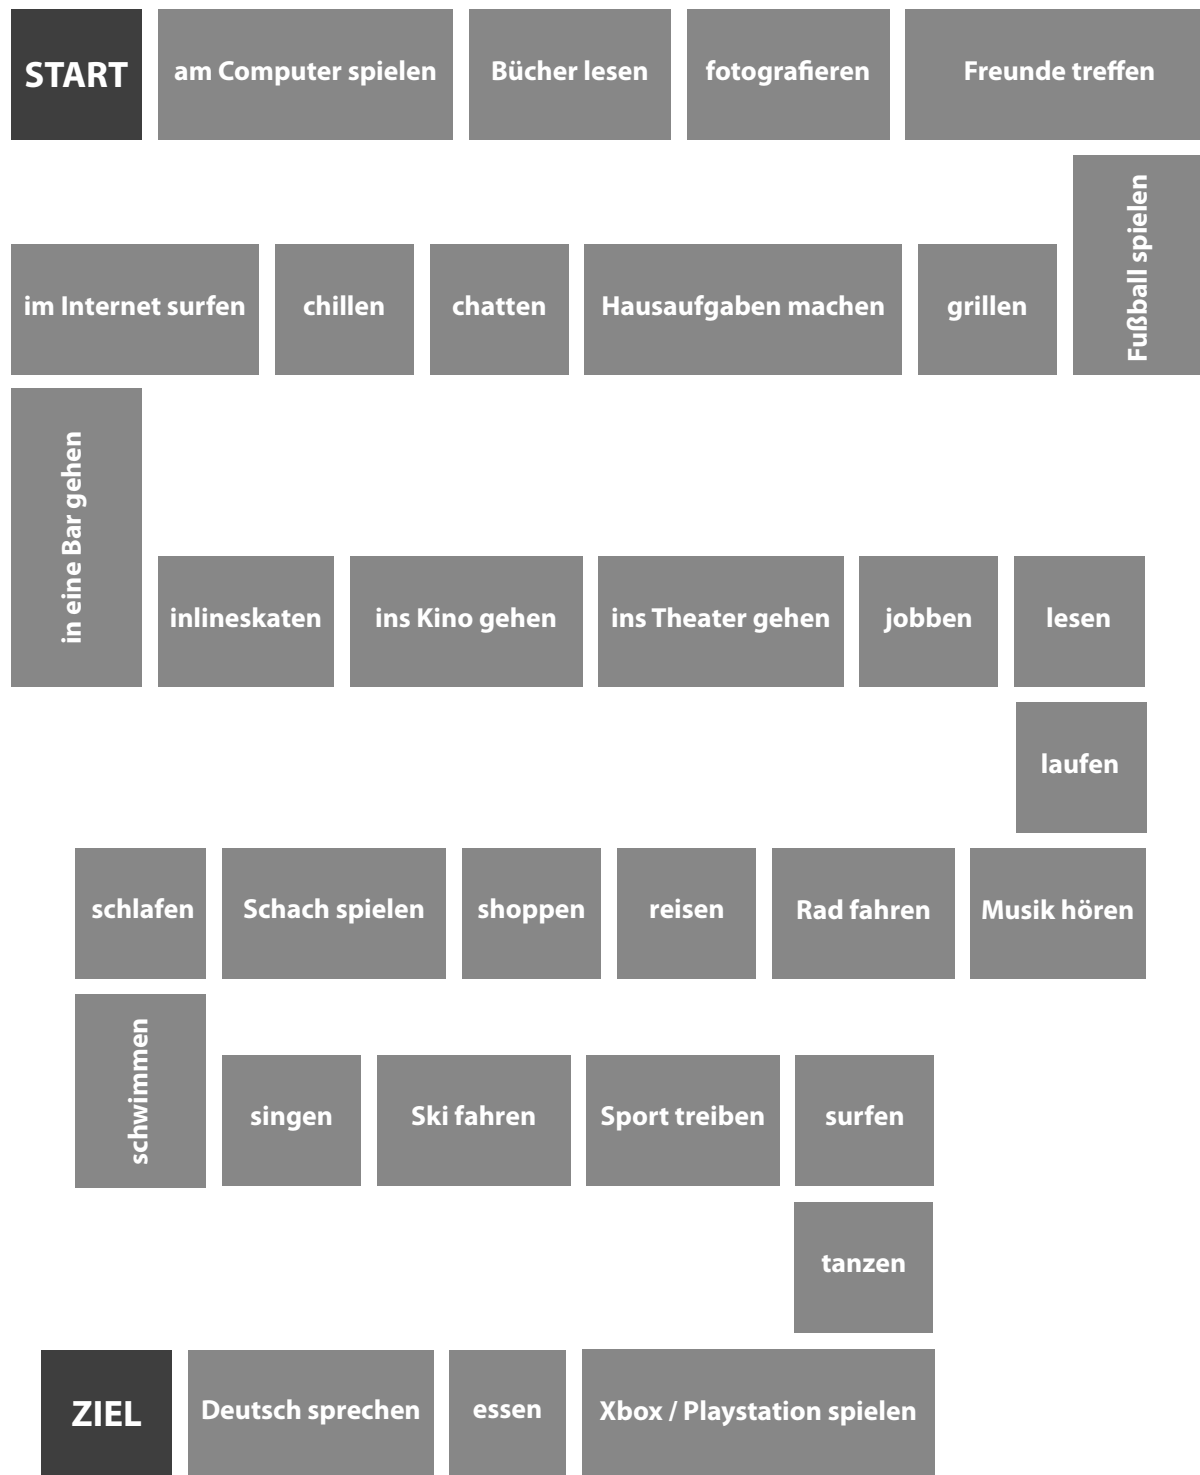 START
am Computer spielen
Bücher lesen
fotografieren
Freunde treffen
Fußball spielen
im Internet surfen
chillen
chatten
Hausaufgaben machen
grillen
in eine Bar gehen
inlineskaten
ins Kino gehen
ins Theater gehen
jobben
lesen
laufen
schlafen
Schach spielen
shoppen
reisen
Rad fahren
Musik hören
schwimmen
singen
Ski fahren
Sport treiben
surfen
tanzen
ZIEL
Deutsch sprechen
essen
Xbox / Playstation spielen